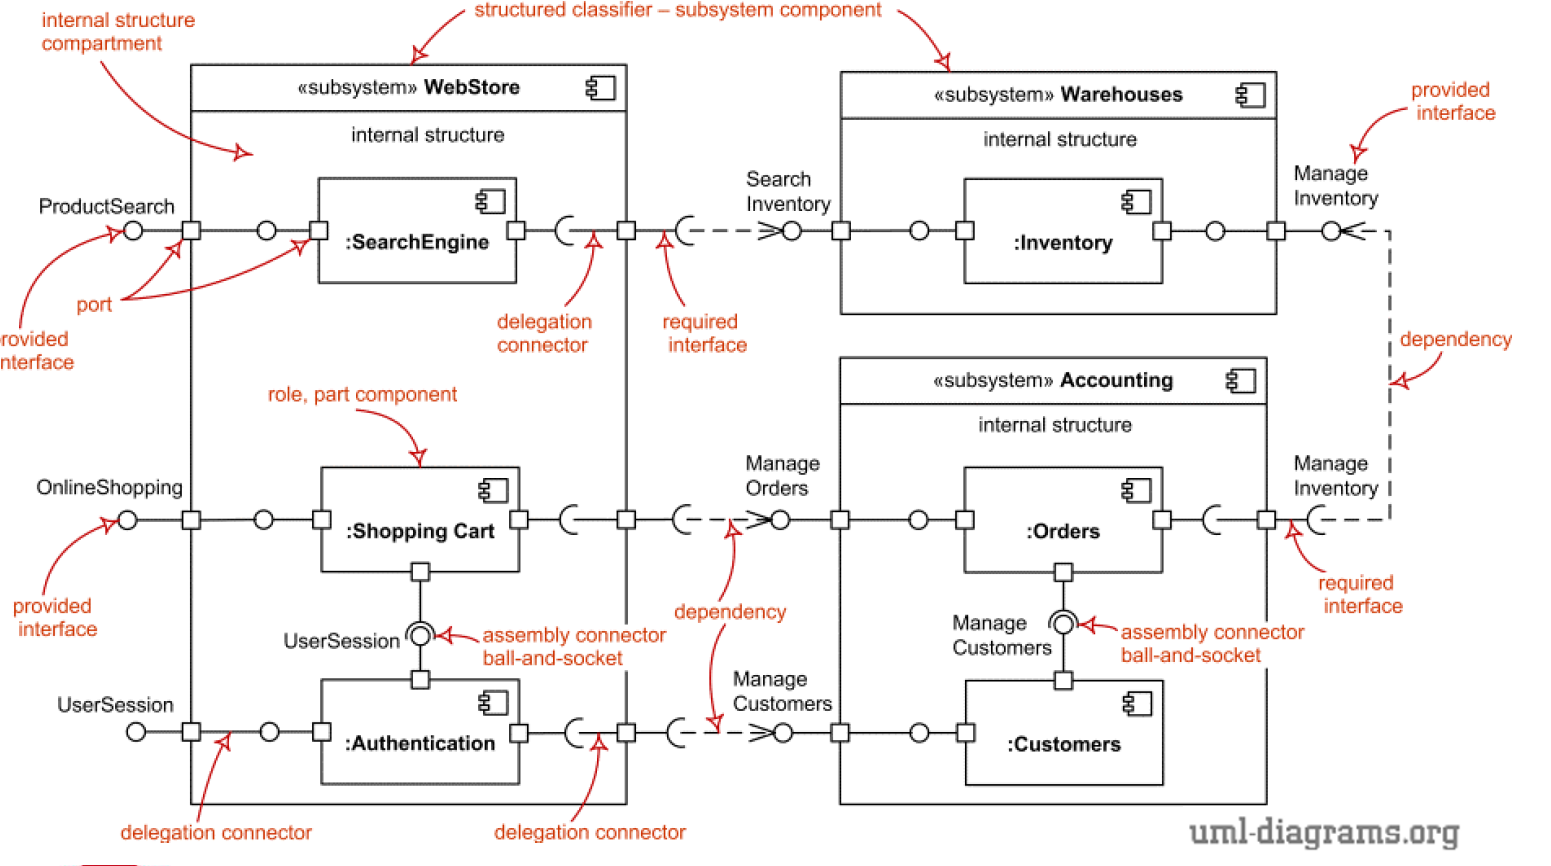 structured classifier – subsystem component
internal structure
compartment
«subsystem» WebStore
internal structure
«subsystem» Warehouses
internal structure
provided
interface
ProductSearch
:SearchEngine
Search
Inventory
:Inventory
Manage
Inventory
port
rovided
nterface
delegation
connector
required
interface
dependency
role, part component
«subsystem» Accounting
internal structure
OnlineShopping
:Shopping Cart
Manage
Orders
:Orders
Manage
Inventory
provided
interface
dependency
required
interface
UserSession
assembly connector
ball-and-socket
Manage
Customers
assembly connector
ball-and-socket
UserSession
:Authentication
Manage
Customers
:Customers
delegation connector
delegation connector
uml-diagrams.org